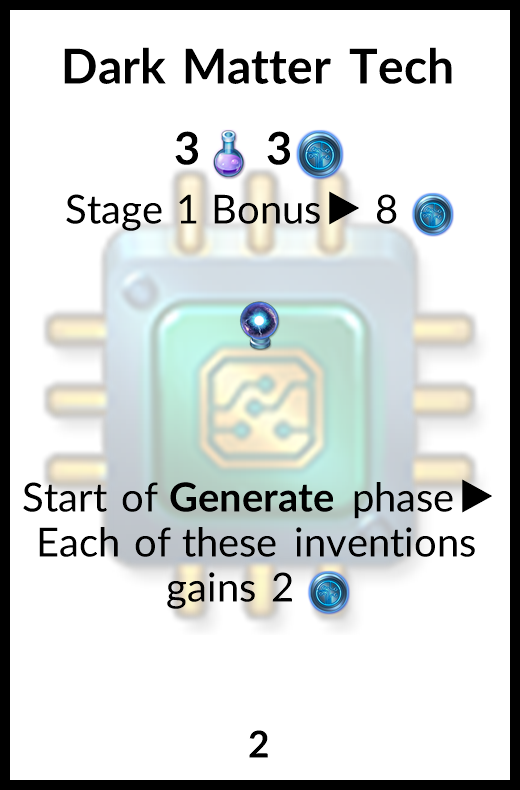 Dark Matter Tech
3 3
Stage 1 Bonus▶ 8
Start of Generate phase▶
Each of these inventions
gains 2
2